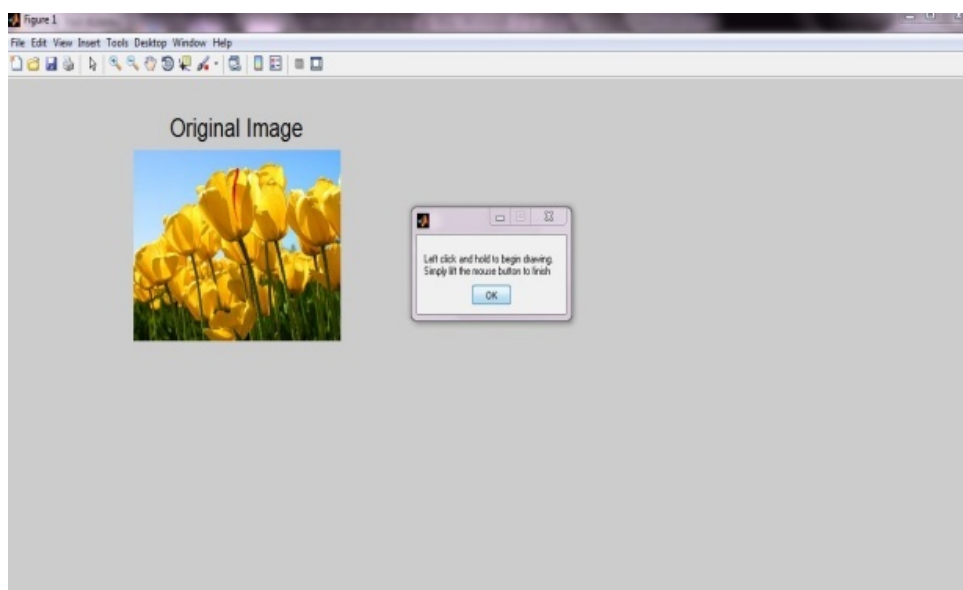 Figure 1
File Edit View Insert Tools Desktop Window Help
Original Image
Left click and hold to begin drawing.
Simply lift the mouse button to finish
OK